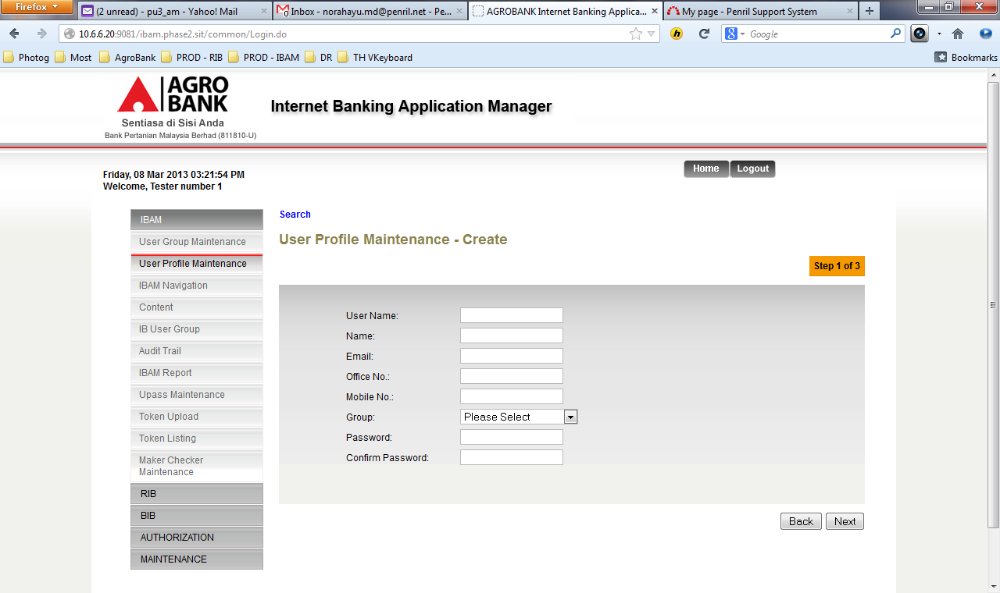 Firefox
(2 unread) - pu3_am - Yahoo! Mail
Inbox - norahayu.md@penril.net - Pe...
AGROBANK Internet Banking Applica...
My page - Penril Support System
10.6.6.20:9081/ibam.phase2.sit/common/Login.do
Google
Photog
Most
AgroBank
PROD - RIB
PROD - IBAM
DR
TH VKeyboard
Bookmarks
AGRO
BANK
Sentiasa di Sisi Anda
Bank Pertanian Malaysia Berhad (811810-U)
Internet Banking Application Manager
Home
Logout
Friday, 08 Mar 2013 03:21:54 PM
Welcome, Tester number 1
IBAM
User Group Maintenance
User Profile Maintenance
IBAM Navigation
Content
IB User Group
Audit Trail
IBAM Report
Upass Maintenance
Token Upload
Token Listing
Maker Checker
Maintenance
RIB
BIB
AUTHORIZATION
MAINTENANCE
Search
User Profile Maintenance - Create
Step 1 of 3
User Name:
Name:
Email:
Office No.:
Mobile No.:
Group: Please Select
Password:
Confirm Password:
Back
Next